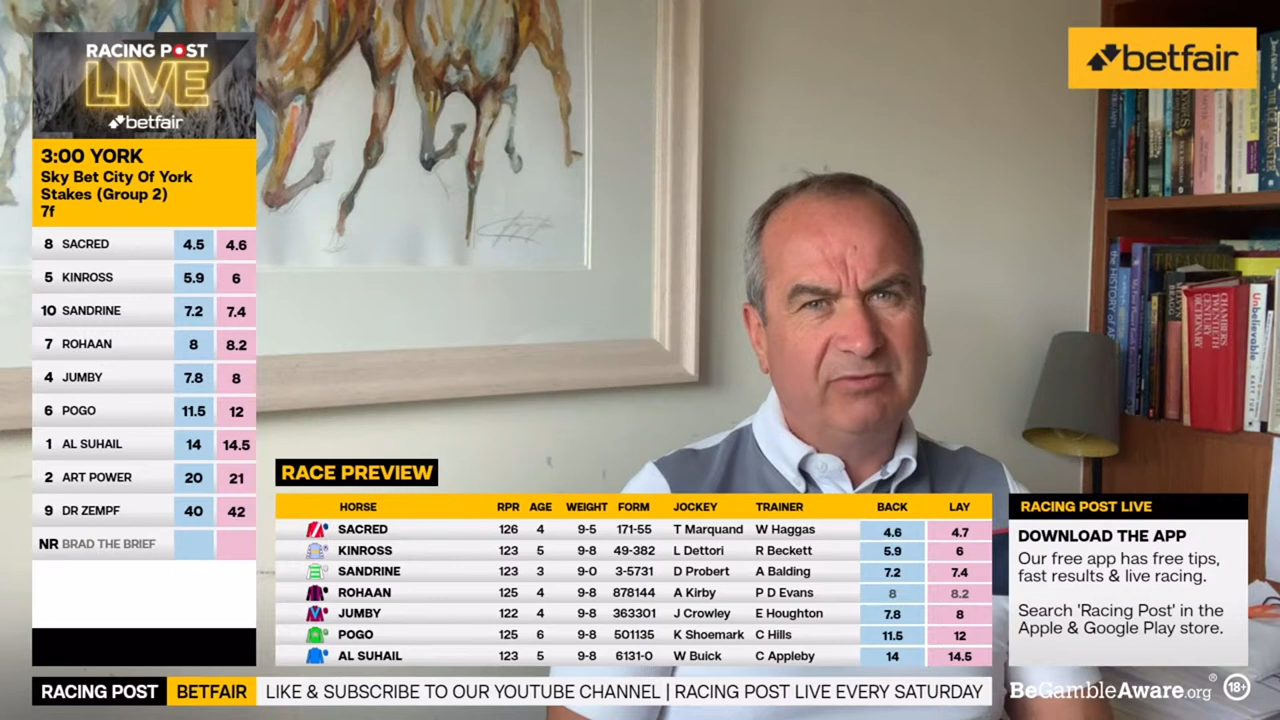 RACING POST
LIVE
betfair
3:00 YORK
Sky Bet City Of York
Stakes (Group 2)
7f
8 SACRED 4.5 4.6
5 KINROSS 5.9 6
10 SANDRINE 7.2 7.4
7 ROHAAN 8 8.2
4 JUMBY 7.8 8
6 POGO 11.5 12
1 AL SUHAIL 14 14.5
2 ART POWER 20 21
9 DR ZEMPF 40 42
NR BRAD THE BRIEF
betfair
TREASURE
CHAMBERS
TWENTIETH
CENTURY
DICTIONARY
Unbelievable
RACE PREVIEW
HORSE RPR AGE WEIGHT FORM JOCKEY TRAINER BACK LAY
SACRED 126 4 9-5 171-55 T Marquand W Haggas 4.6 4.7
KINROSS 123 5 9-8 49-382 L Dettori R Beckett 5.9 6
SANDRINE 123 3 9-0 3-5731 D Probert A Balding 7.2 7.4
ROHAAN 125 4 9-8 878144 A Kirby P D Evans 8 8.2
JUMBY 122 4 9-8 363301 J Crowley E Houghton 7.8 8
POGO 125 6 9-8 501135 K Shoemark C Hills 11.5 12
AL SUHAIL 123 5 9-8 6131-0 W Buick C Appleby 14 14.5
RACING POST LIVE
DOWNLOAD THE APP
Our free app has free tips,
fast results & live racing.
Search 'Racing Post' in the
Apple & Google Play store.
RACING POST BETFAIR LIKE & SUBSCRIBE TO OUR YOUTUBE CHANNEL | RACING POST LIVE EVERY SATURDAY
BeGambleAware.org® 18+